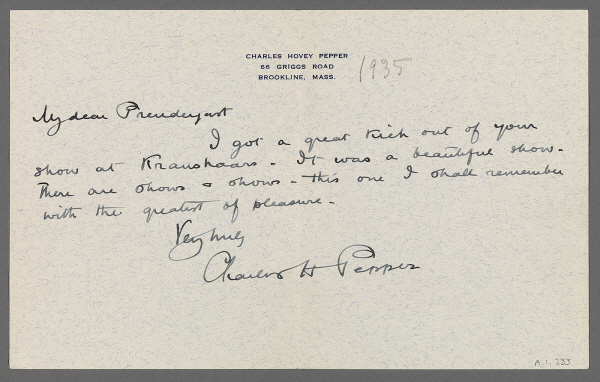 CHARLES HOVEY PEPPER
66 GRIGGS ROAD
BROOKLINE, MASS.
1935
My dear Prendergast
I got a great kick out of your
show at Kraushaars - It was a beautiful show.
There are shows & shows - this one I shall remember
with the greatest of pleasure -
Very truly
Charles H Pepper
A.1.233